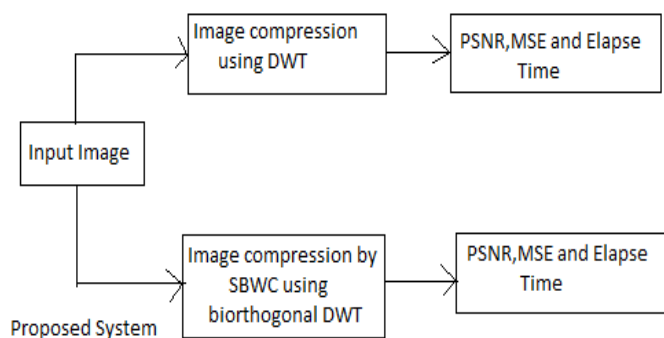 Image compression
using DWT
PSNR,MSE and Elapse
Time
Input Image
Image compression by
SBWC using
biorthogonal DWT
PSNR,MSE and Elapse
Time
Proposed System